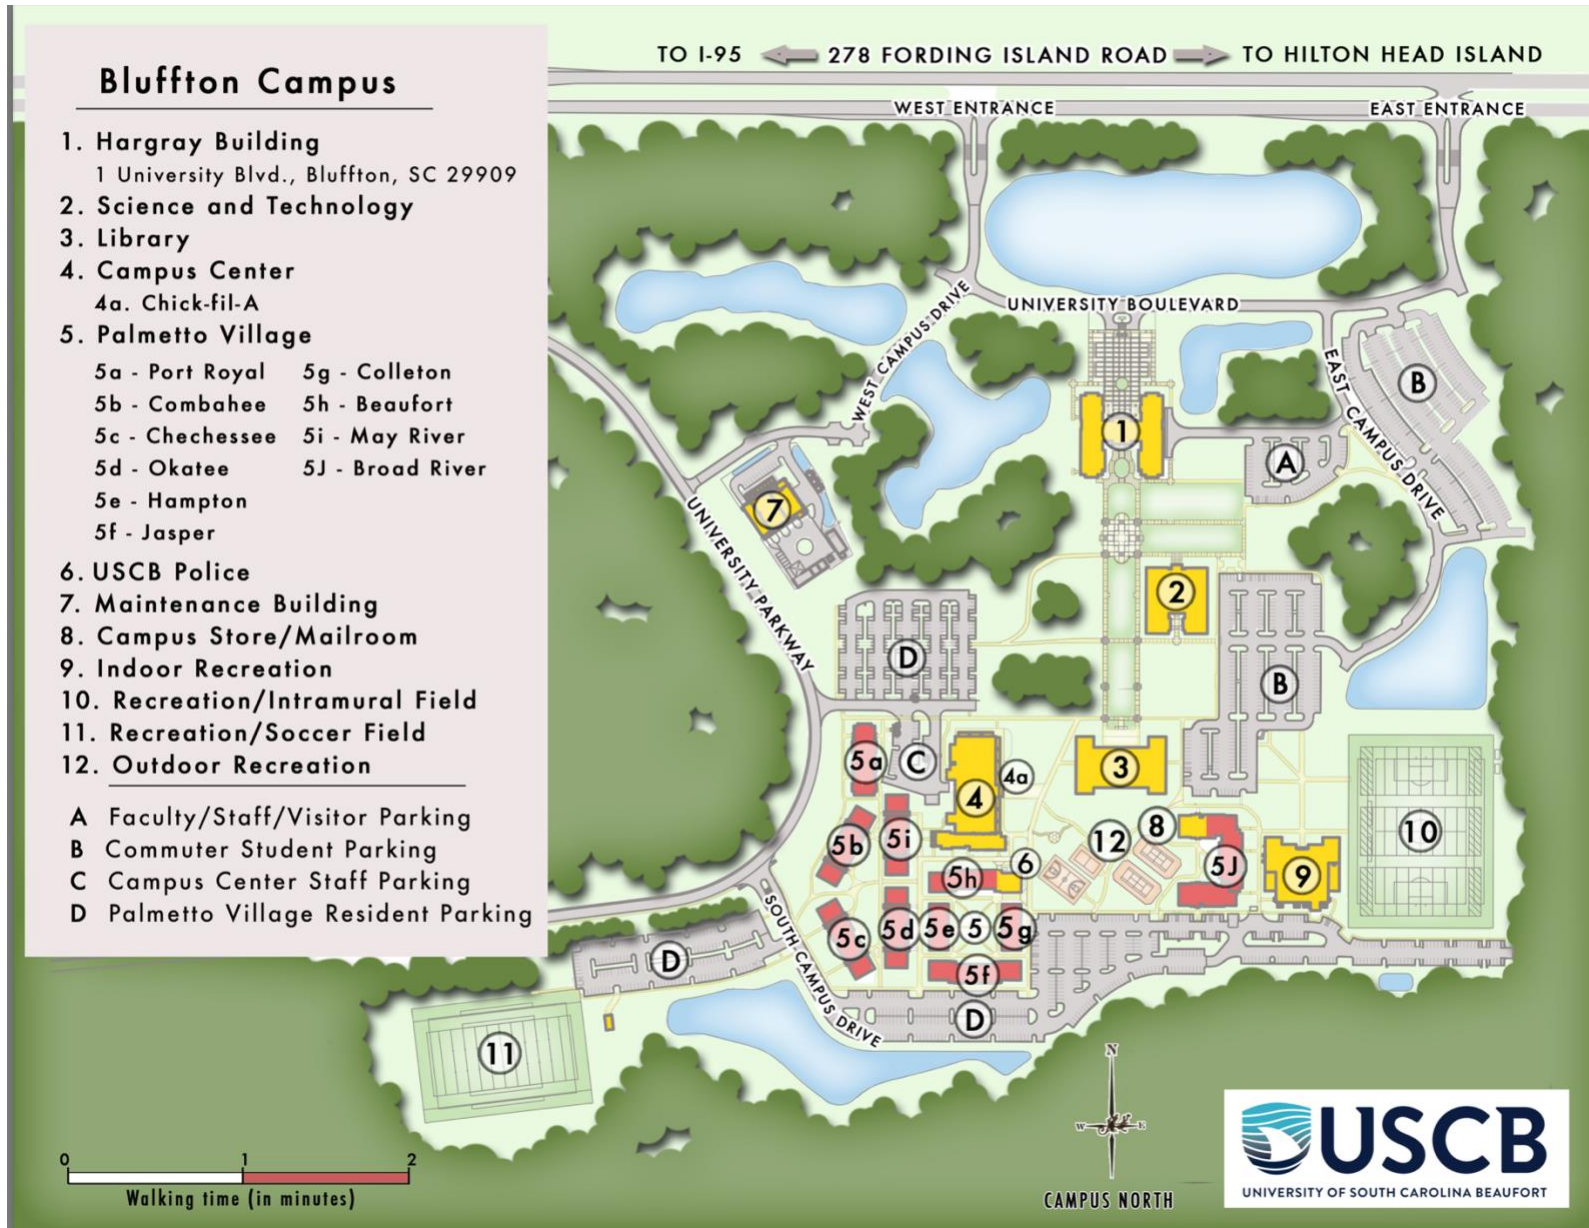 TO I-95 278 FORDING ISLAND ROAD TO HILTON HEAD ISLAND
WEST ENTRANCE
EAST ENTRANCE
Bluffton Campus
1. Hargray Building
1 University Blvd., Bluffton, SC 29909
2. Science and Technology
3. Library
4. Campus Center
4a. Chick-fil-A
5. Palmetto Village
5a - Port Royal
5b - Combahee
5c - Chechessee
5d - Okatee
5e - Hampton
5f - Jasper
5g - Colleton
5h - Beaufort
5i - May River
5J - Broad River
6. USCB Police
7. Maintenance Building
8. Campus Store/Mailroom
9. Indoor Recreation
10. Recreation/Intramural Field
11. Recreation/Soccer Field
12. Outdoor Recreation
A Faculty/Staff/Visitor Parking
B Commuter Student Parking
C Campus Center Staff Parking
D Palmetto Village Resident Parking
UNIVERSITY BOULEVARD
WEST CAMPUS DRIVE
EAST CAMPUS DRIVE
UNIVERSITY PARKWAY
SOUTH CAMPUS DRIVE
B
1
A
7
2
D
B
5a
C
4
4a
3
5b
5i
12
8
10
6
5h
5J
9
5c
5d
5e
5
5g
D
5f
D
11
0 1 2
Walking time (in minutes)
N
W E
CAMPUS NORTH
USCB
UNIVERSITY OF SOUTH CAROLINA BEAUFORT